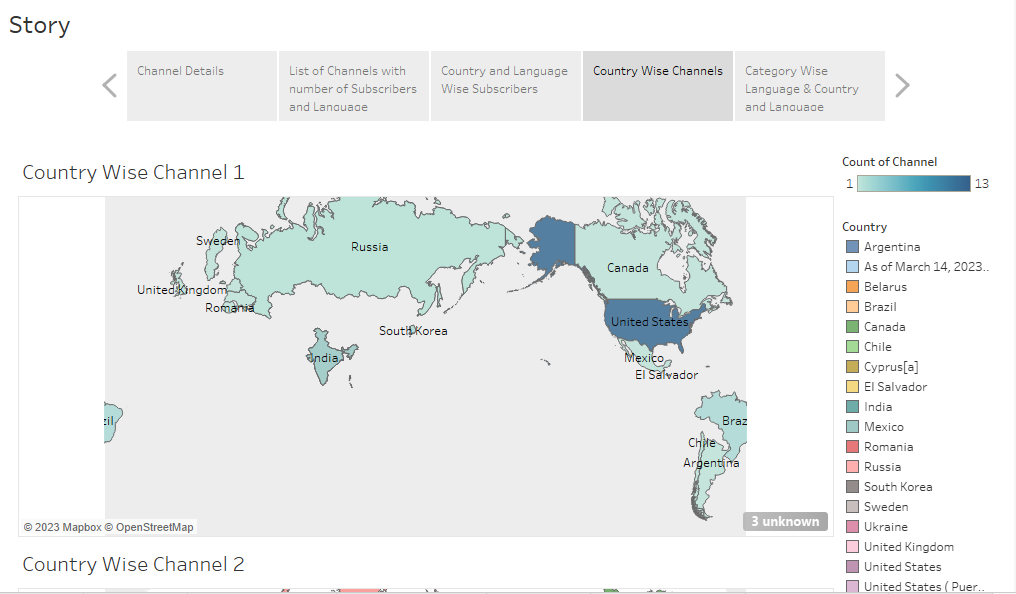 Story
Channel Details
List of Channels with
number of Subscribers
and Language
Country and Language
Wise Subscribers
Country Wise Channels
Category Wise
Language & Country
and Language
Country Wise Channel 1
Count of Channel
1
13
Country
Argentina
As of March 14, 2023..
Belarus
Brazil
Canada
Chile
Cyprus[a]
El Salvador
India
Mexico
Romania
Russia
South Korea
Sweden
Ukraine
United Kingdom
United States
United States ( Puer..
Sweden
Russia
Canada
United Kingdom
Romania
South Korea
United States
India
Mexico
El Salvador
zil
Braz
Chile
Argentina
3 unknown
© 2023 Mapbox © OpenStreetMap
Country Wise Channel 2